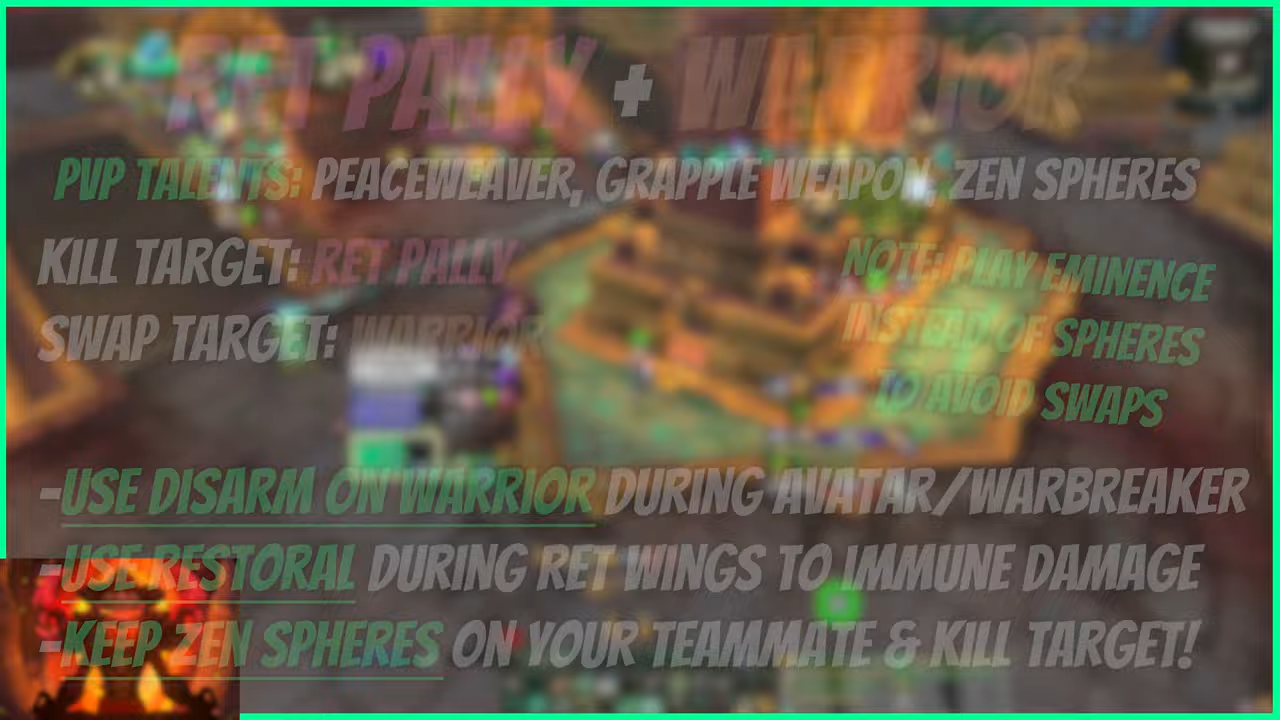 RET PALLY + WARRIOR
PVP TALENTS: PEACEWEAVER, GRAPPLE WEAPON, ZEN SPHERES
KILL TARGET: RET PALLY
SWAP TARGET: WARRIOR
NOTE: PLAY EMINENCE
INSTEAD OF SPHERES
TO AVOID SWAPS
-USE DISARM ON WARRIOR DURING AVATAR/WARBREAKER
-USE RESTORAL DURING RET WINGS TO IMMUNE DAMAGE
-KEEP ZEN SPHERES ON YOUR TEAMMATE & KILL TARGET!